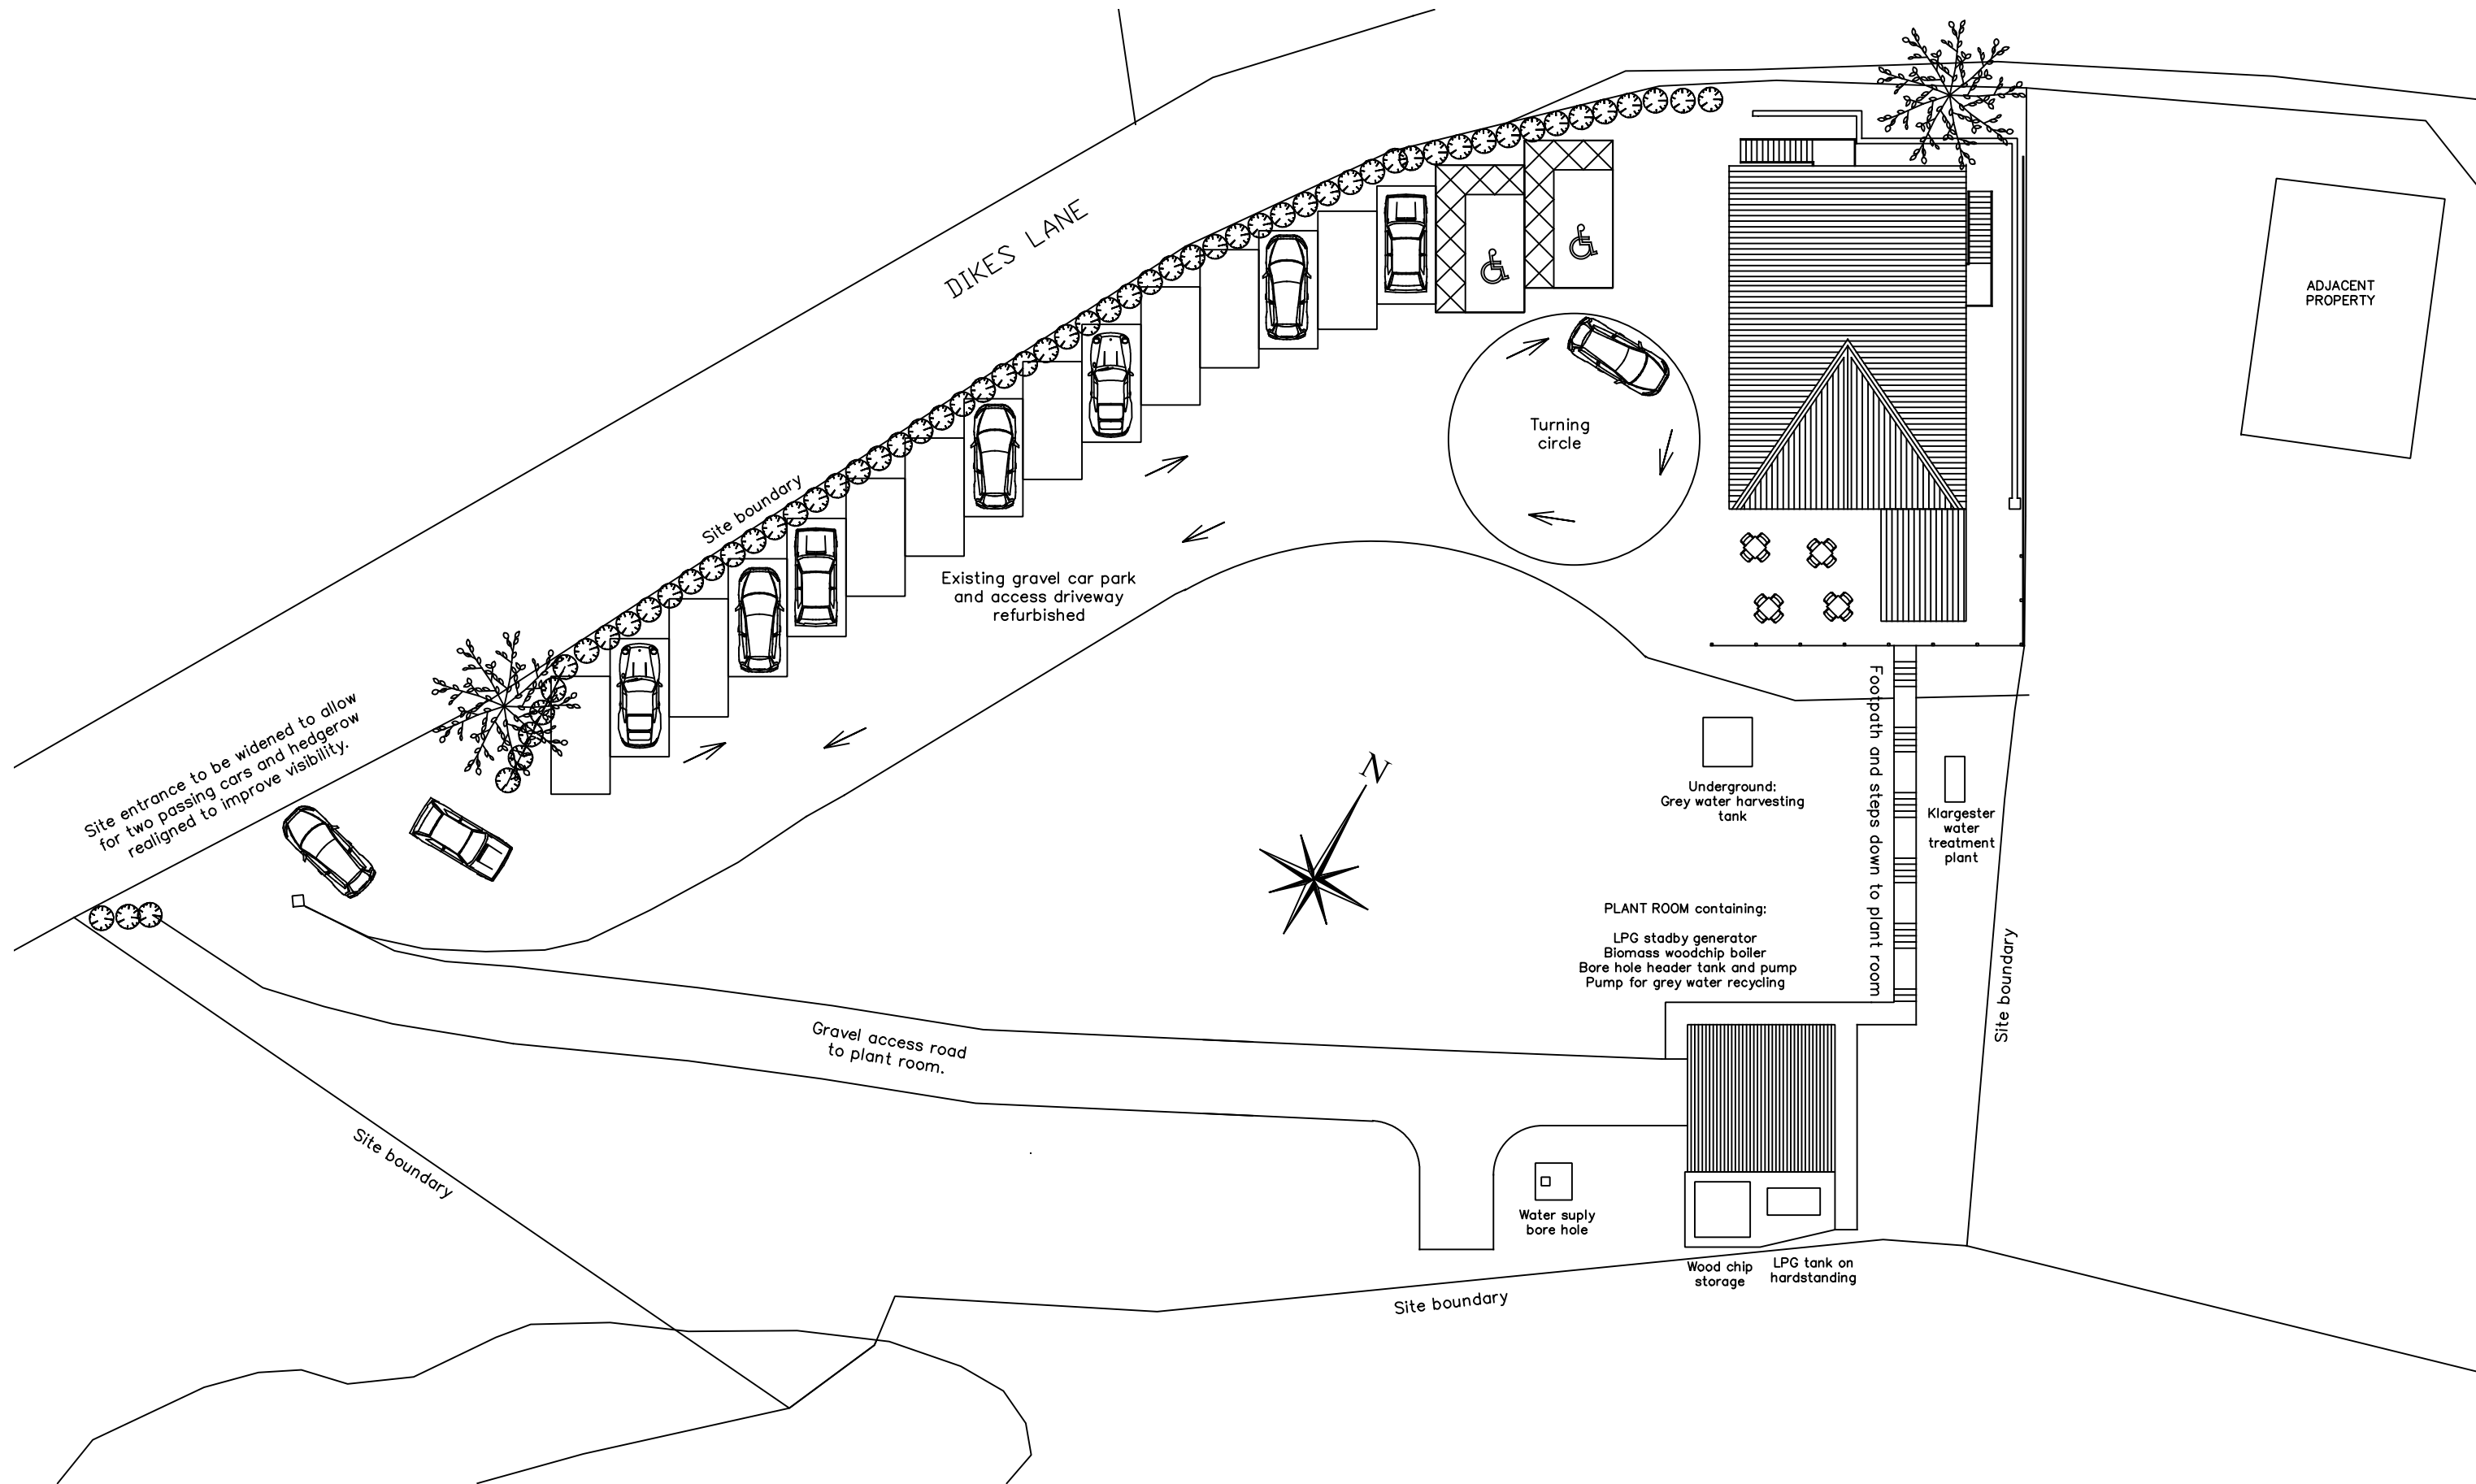 DIKES LANE
ADJACENT
PROPERTY
Turning
circle
Site boundary
Existing gravel car park
and access driveway
refurbished
Site entrance to be widened to allow
for two passing cars and hedgerow
realigned to improve visibility.
N
Underground:
Grey water harvesting
tank
Footpath and steps down to plant room
Klargester
water
treatment
plant
PLANT ROOM containing:
LPG stadby generator
Biomass woodchip boiler
Bore hole header tank and pump
Pump for grey water recycling
Site boundary
Gravel access road
to plant room.
Site boundary
Water suply
bore hole
Wood chip
storage
LPG tank on
hardstanding
Site boundary